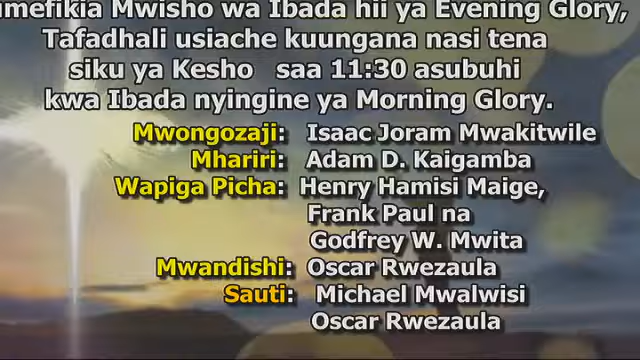 umefikia Mwisho wa Ibada hii ya Evening Glory,
Tafadhali usiache kuungana nasi tena
siku ya Kesho saa 11:30 asubuhi
kwa Ibada nyingine ya Morning Glory.
Mwongozaji: Isaac Joram Mwakitwile
Mhariri: Adam D. Kaigamba
Wapiga Picha: Henry Hamisi Maige,
Frank Paul na
Godfrey W. Mwita
Mwandishi: Oscar Rwezaula
Sauti: Michael Mwalwisi
Oscar Rwezaula